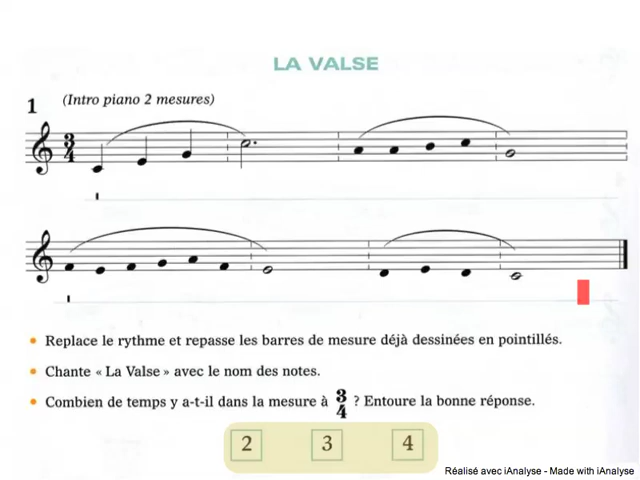 LA VALSE
1 (Intro piano 2 mesures)
3
4
Replace le rythme et repasse les barres de mesure déjà dessinées en pointillés.
Chante « La Valse » avec le nom des notes.
Combien de temps y a-t-il dans la mesure à 3/4 ? Entoure la bonne réponse.
2 3 4
Réalisé avec iAnalyse - Made with iAnalyse